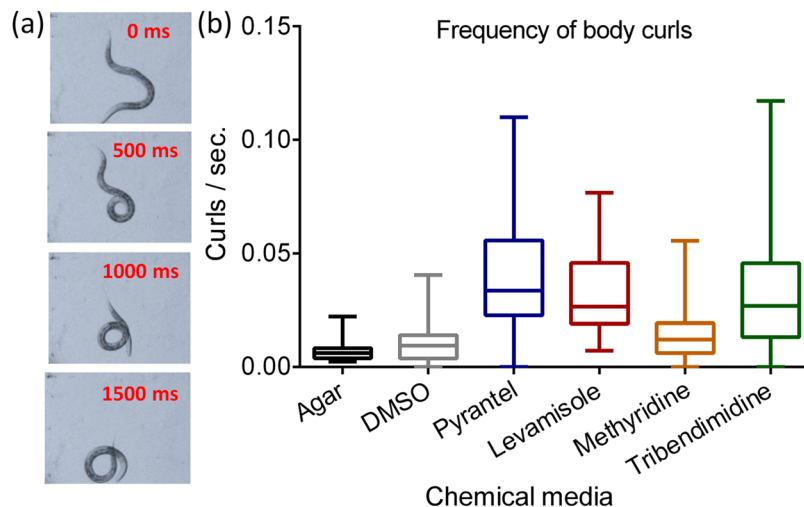 (a)
0 ms
500 ms
1000 ms
1500 ms
(b)
Frequency of body curls
Curls / sec.
0.15
0.10
0.05
0.00
Agar
DMSO
Pyrantel
Levamisole
Methyridine
Tribendimidine
Chemical media